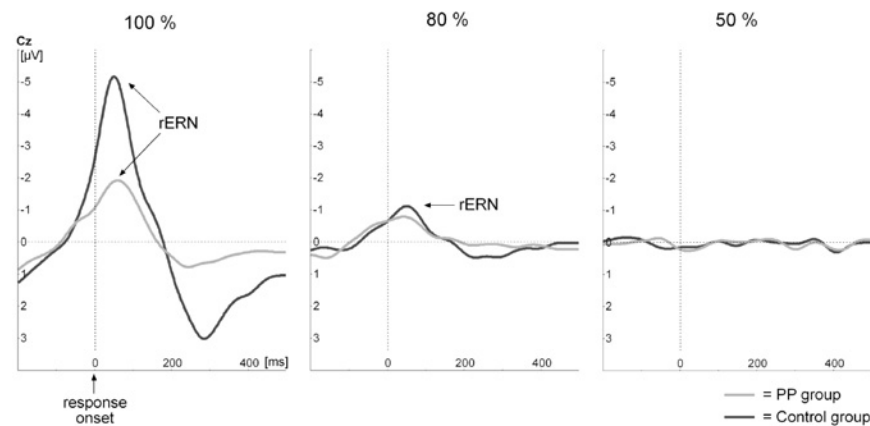 100 % 80 % 50 %
Cz
[µV]
-5 -5 -5
-4 -4 -4
rERN
-3 -3 -3
-2 -2 -2
rERN
-1 -1 -1
0 0 0
1 1 1
2 2 2
3 3 3
0 200 400 [ms] 0 200 400 0 200 400
response
onset
= PP group
= Control group